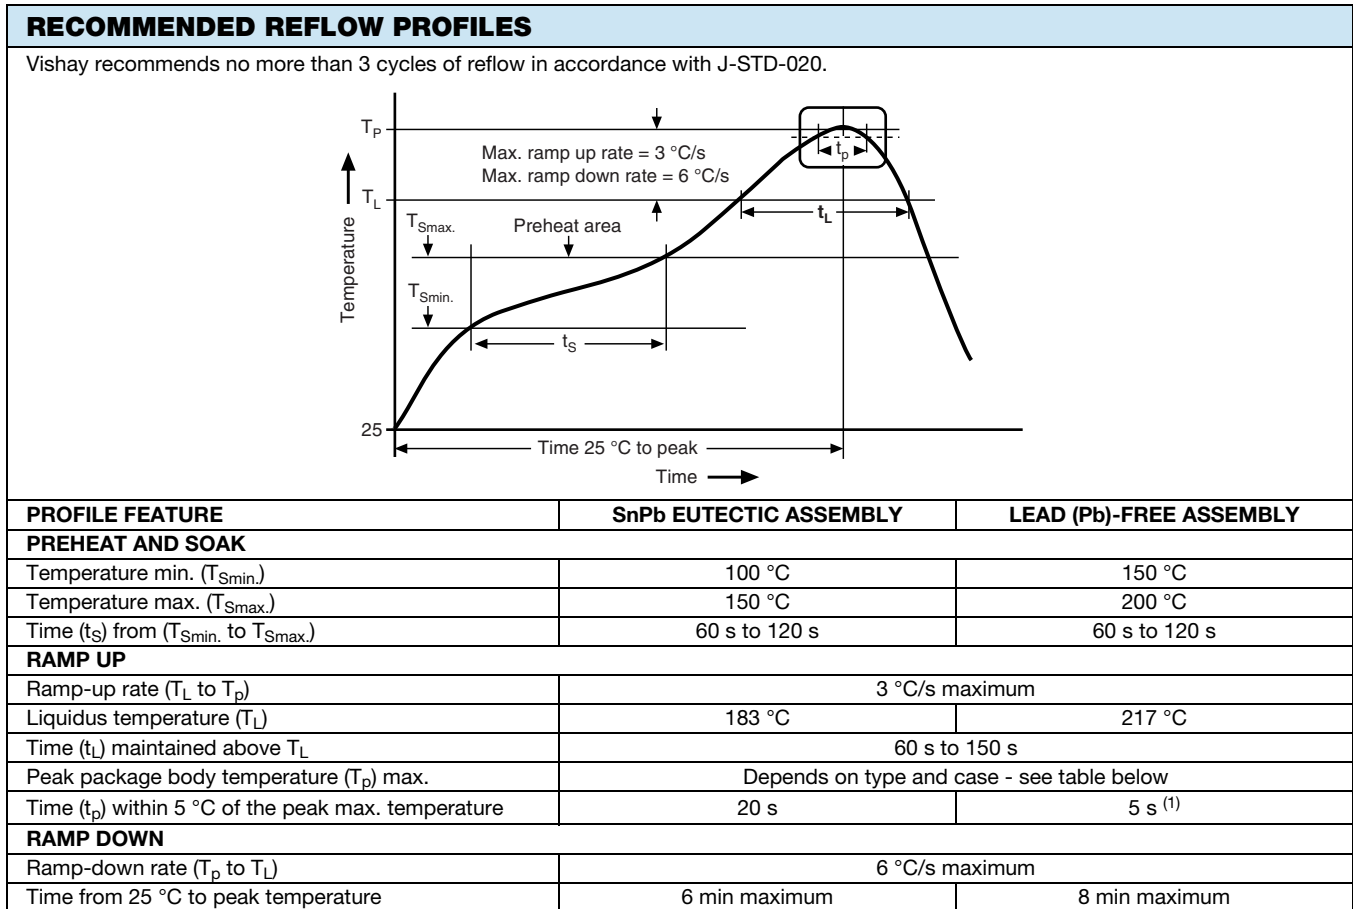 RECOMMENDED REFLOW PROFILES
Vishay recommends no more than 3 cycles of reflow in accordance with J-STD-020.
TP
Max. ramp up rate = 3 °C/s
Max. ramp down rate = 6 °C/s
tp
TL
tL
TSmax.
Preheat area
Temperature
TSmin.
tS
25
Time 25 °C to peak
Time
PROFILE FEATURE SnPb EUTECTIC ASSEMBLY LEAD (Pb)-FREE ASSEMBLY
PREHEAT AND SOAK
Temperature min. (TSmin.) 100 °C 150 °C
Temperature max. (TSmax.) 150 °C 200 °C
Time (tS) from (TSmin. to TSmax.) 60 s to 120 s 60 s to 120 s
RAMP UP
Ramp-up rate (TL to Tp) 3 °C/s maximum
Liquidus temperature (TL) 183 °C 217 °C
Time (tL) maintained above TL 60 s to 150 s
Peak package body temperature (Tp) max. Depends on type and case - see table below
Time (tp) within 5 °C of the peak max. temperature 20 s 5 s (1)
RAMP DOWN
Ramp-down rate (Tp to TL) 6 °C/s maximum
Time from 25 °C to peak temperature 6 min maximum 8 min maximum